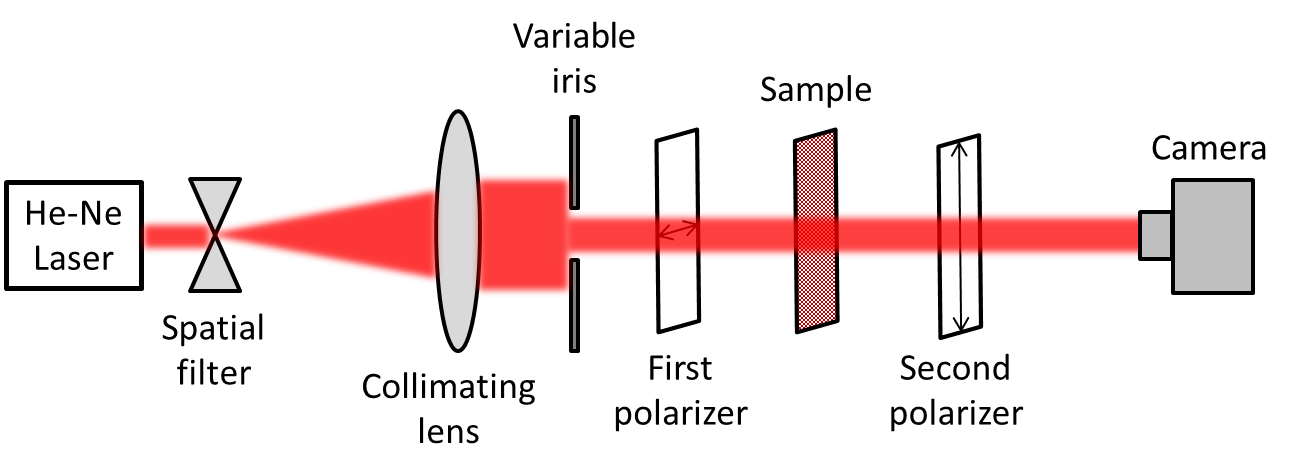 He-Ne
Laser
Spatial
filter
Collimating
lens
Variable
iris
First
polarizer
Sample
Second
polarizer
Camera